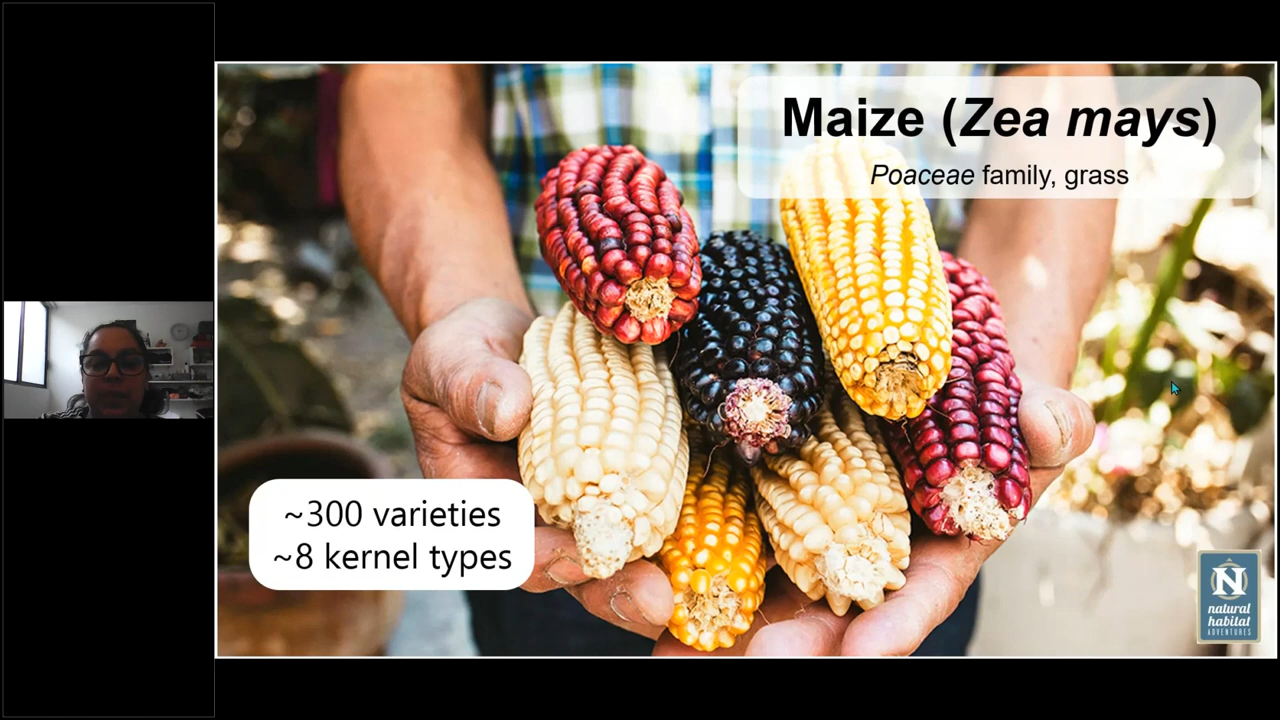 Maize (Zea mays)
Poaceae family, grass
~300 varieties
~8 kernel types
N
natural
habitat
ADVENTURES